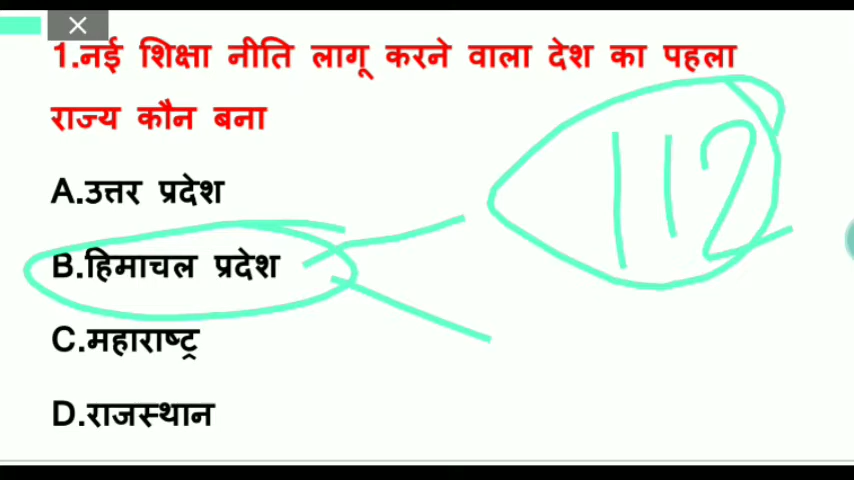 1.नई शिक्षा नीति लागू करने वाला देश का पहला
राज्य कौन बना
A.उत्तर प्रदेश
B.हिमाचल प्रदेश
C.महाराष्ट्र
D.राजस्थान
112